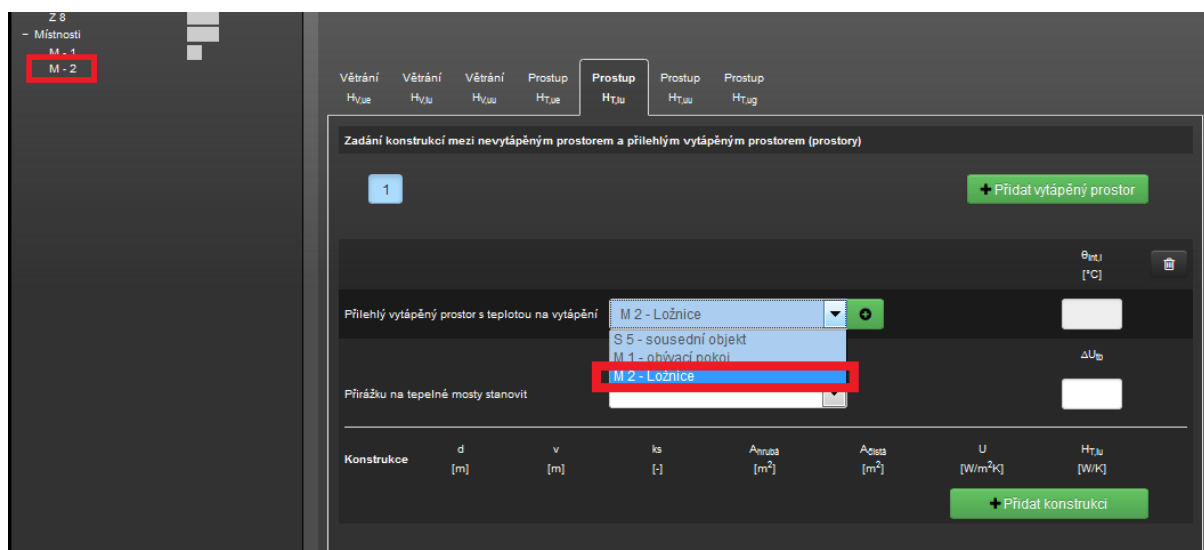 Z 8
− Místnosti
M - 1
M - 2
Větrání Větrání Větrání Prostup Prostup Prostup Prostup
HV,ue HV,iu HV,uu HT,ue HT,iu HT,uu HT,ug
Zadání konstrukcí mezi nevytápěným prostorem a přilehlým vytápěným prostorem (prostory)
1
+ Přidat vytápěný prostor
θint,i
[°C]
Přilehlý vytápěný prostor s teplotou na vytápění M 2 - Ložnice
S 5 - sousední objekt
M 1 - obývací pokoj
M 2 - Ložnice
ΔUtb
Přirážku na tepelné mosty stanovit
Konstrukce d v ks Ahrubá Ačistá U HT,iu
[m] [m] [-] [m²] [m²] [W/m²K] [W/K]
+ Přidat konstrukci